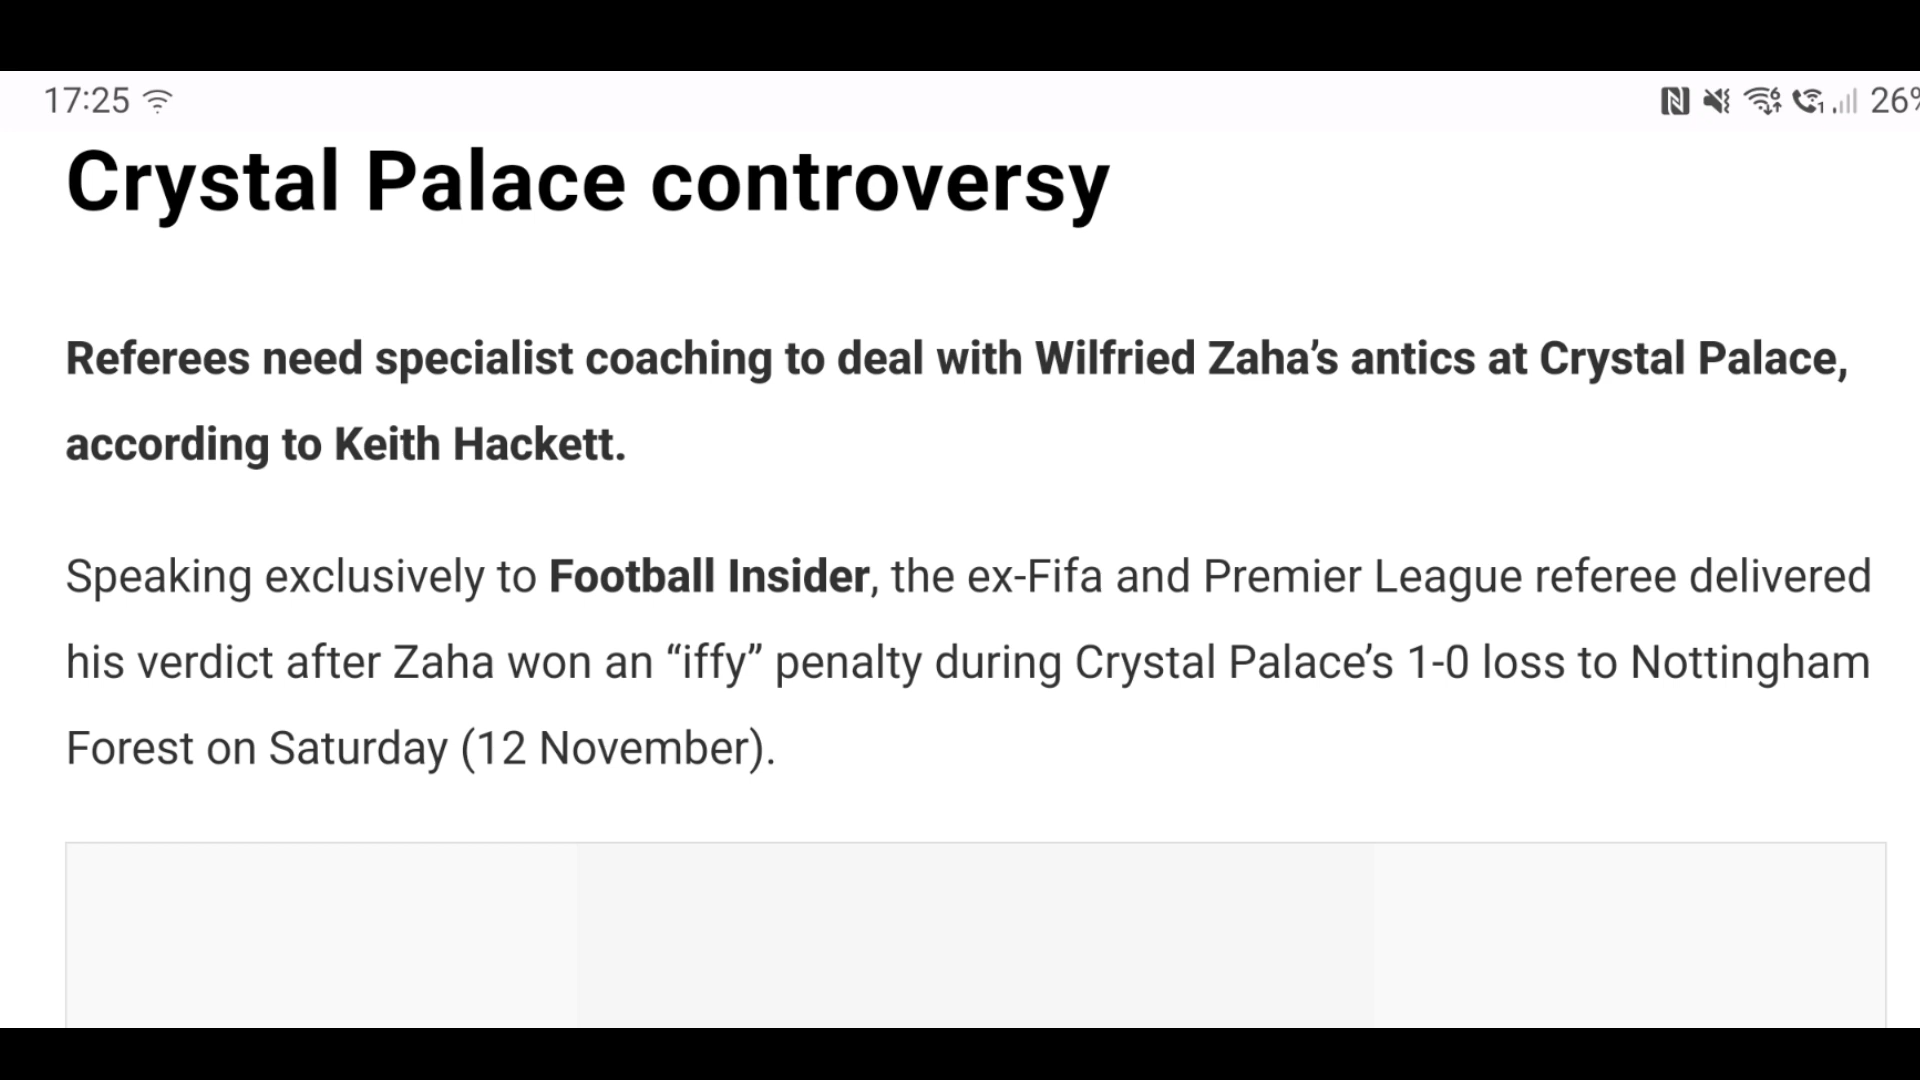 17:25
26%
Crystal Palace controversy
Referees need specialist coaching to deal with Wilfried Zaha’s antics at Crystal Palace,
according to Keith Hackett.
Speaking exclusively to Football Insider, the ex-Fifa and Premier League referee delivered
his verdict after Zaha won an “iffy” penalty during Crystal Palace’s 1-0 loss to Nottingham
Forest on Saturday (12 November).